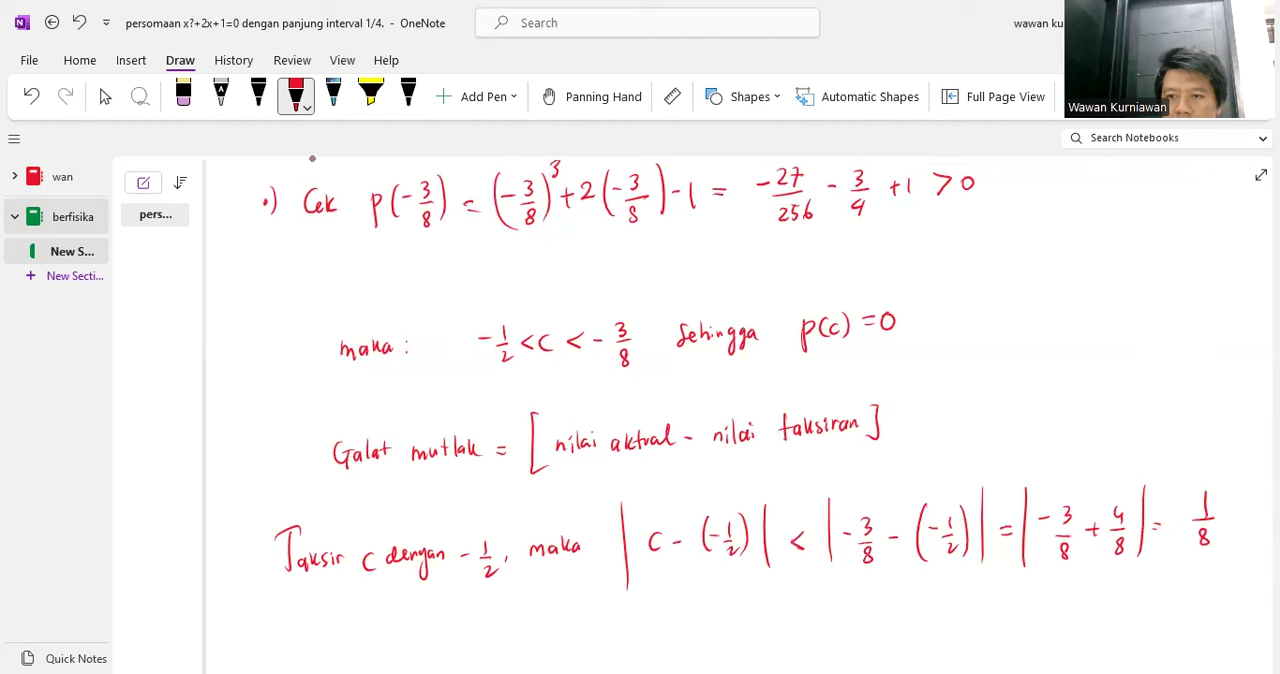 persomaan x?+2x+1=0 dengan panjung interval 1/4. - OneNote
Search
wawan ku
File Home Insert Draw History Review View Help
Add Pen Panning Hand Shapes Automatic Shapes Full Page View
Wawan Kurniawan
Search Notebooks
wan
berfisika
New S...
New Secti...
pers...
•) Cek p(-3/8) = (-3/8)^3 + 2(-3/8) - 1 = -27/256 - 3/4 + 1 > 0
maka: -1/2 < c < -3/8 Sehingga p(c) = 0
Galat mutlak = [nilai aktual - nilai taksiran]
Taksir c dengan -1/2, maka |c - (-1/2)| < |-3/8 - (-1/2)| = |-3/8 + 4/8| = 1/8
Quick Notes